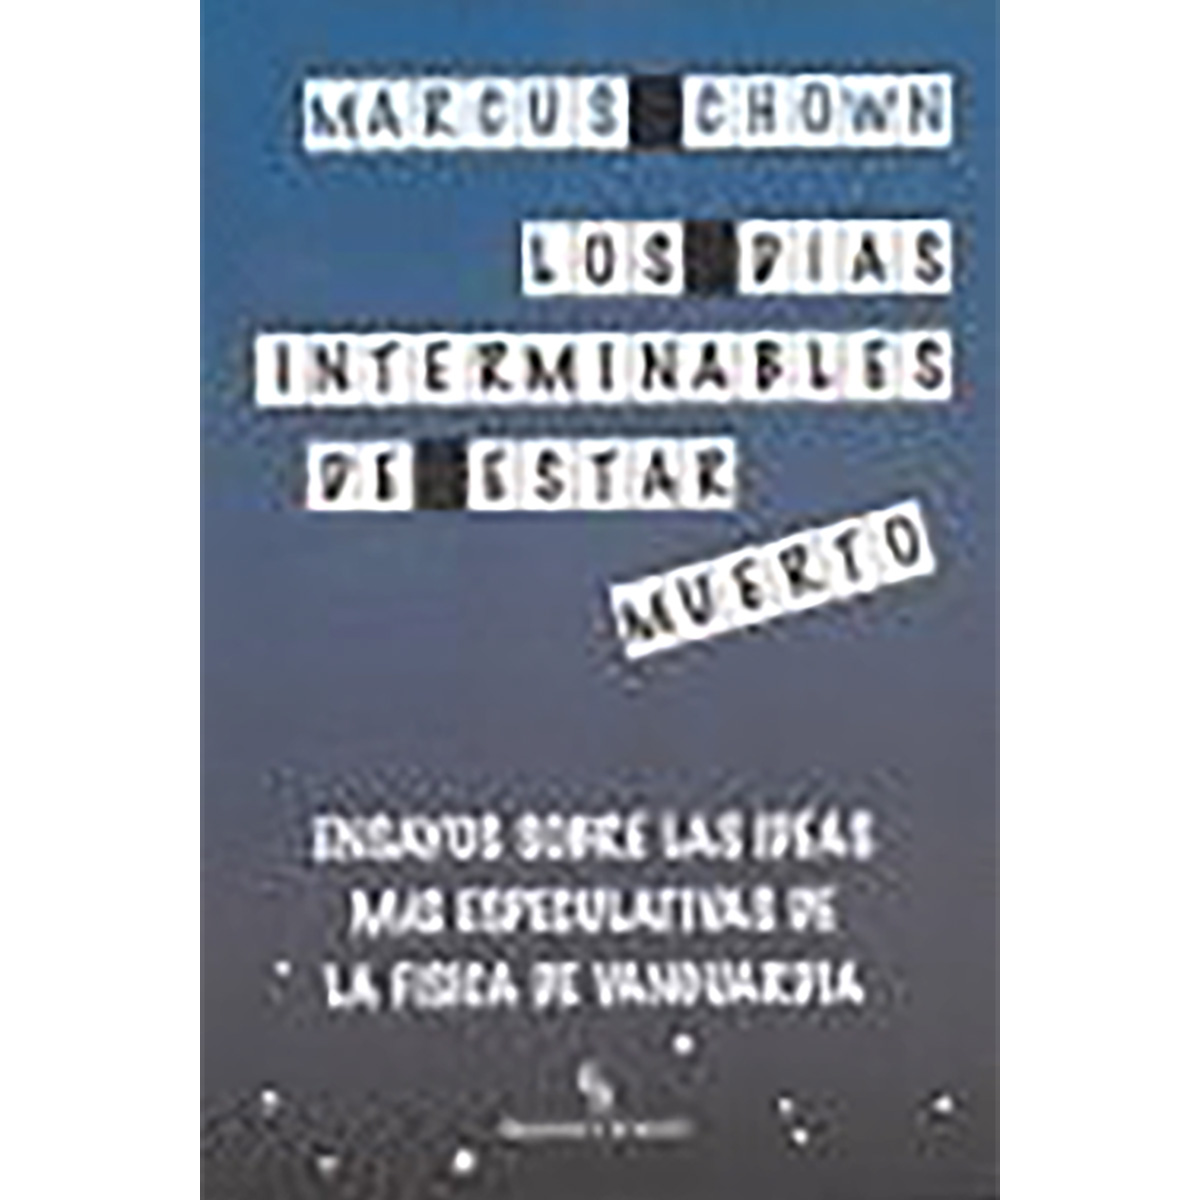 MARCUS CHOWN
LOS DIAS
INTERMINABLES
DE ESTAR
MUERTO
ENSAYOS SOBRE LAS IDEAS
MAS ESPECULATIVAS DE
LA FISICA DE VANGUARDIA